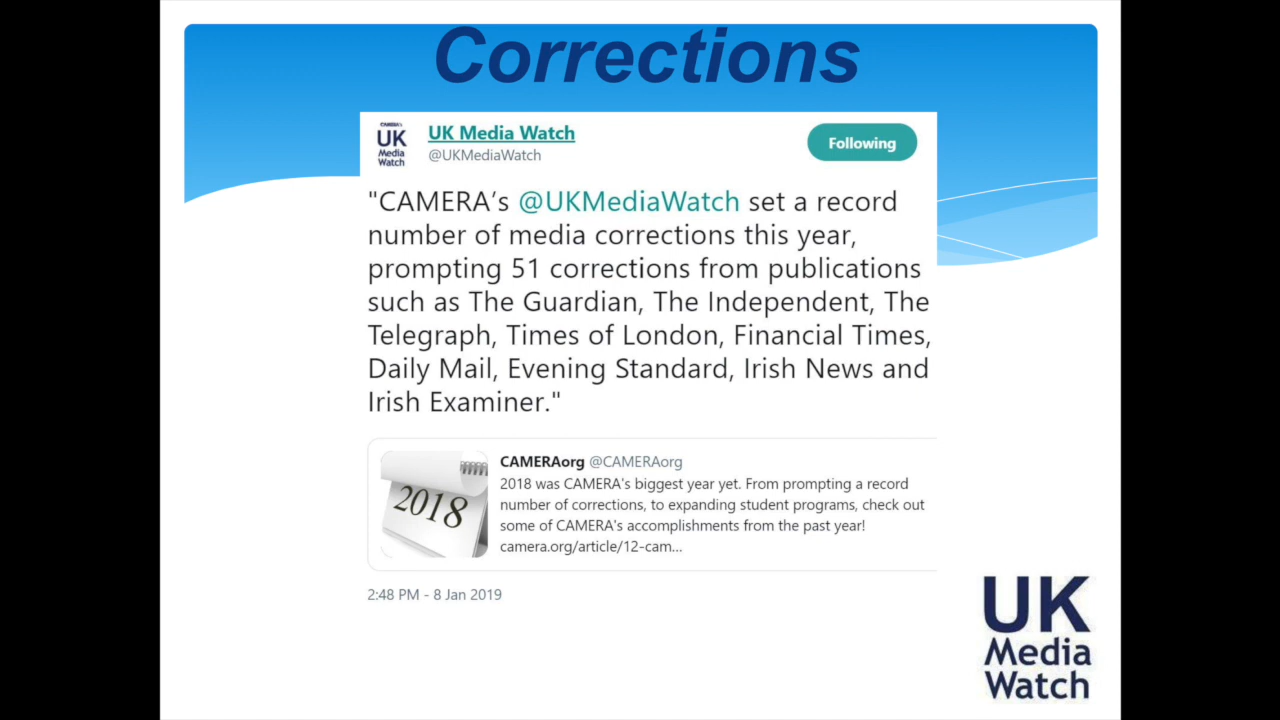 Corrections
CAMERA's
UK
Media
Watch
UK Media Watch
@UKMediaWatch
Following
"CAMERA’s @UKMediaWatch set a record
number of media corrections this year,
prompting 51 corrections from publications
such as The Guardian, The Independent, The
Telegraph, Times of London, Financial Times,
Daily Mail, Evening Standard, Irish News and
Irish Examiner."
2018
CAMERAorg @CAMERAorg
2018 was CAMERA's biggest year yet. From prompting a record
number of corrections, to expanding student programs, check out
some of CAMERA's accomplishments from the past year!
camera.org/article/12-cam...
2:48 PM - 8 Jan 2019
UK
Media
Watch